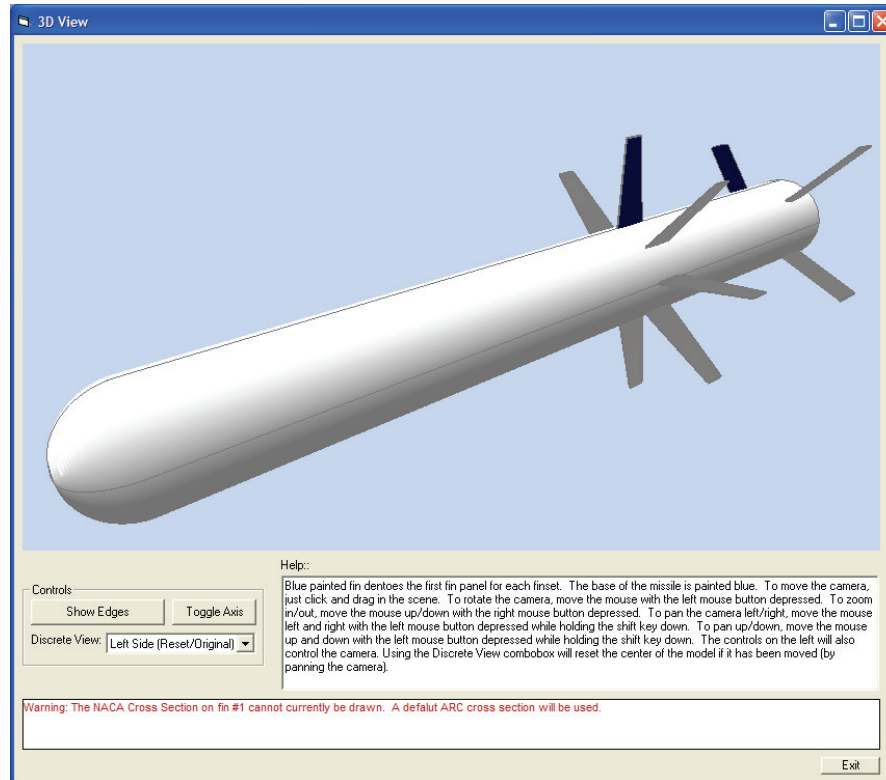 3D View
Help::
Blue painted fin dentoes the first fin panel for each finset. The base of the missile is painted blue. To move the camera,
just click and drag in the scene. To rotate the camera, move the mouse with the left mouse button depressed. To zoom
in/out, move the mouse up/down with the right mouse button depressed. To pan the camera left/right, move the mouse
left and right with the left mouse button depressed while holding the shift key down. To pan up/down, move the mouse
up and down with the left mouse button depressed while holding the shift key down. The controls on the left will also
control the camera. Using the Discrete View combobox will reset the center of the model if it has been moved (by
panning the camera).
Controls
Show Edges
Toggle Axis
Discrete View: Left Side (Reset/Original)
Warning: The NACA Cross Section on fin #1 cannot currently be drawn. A defalut ARC cross section will be used.
Exit